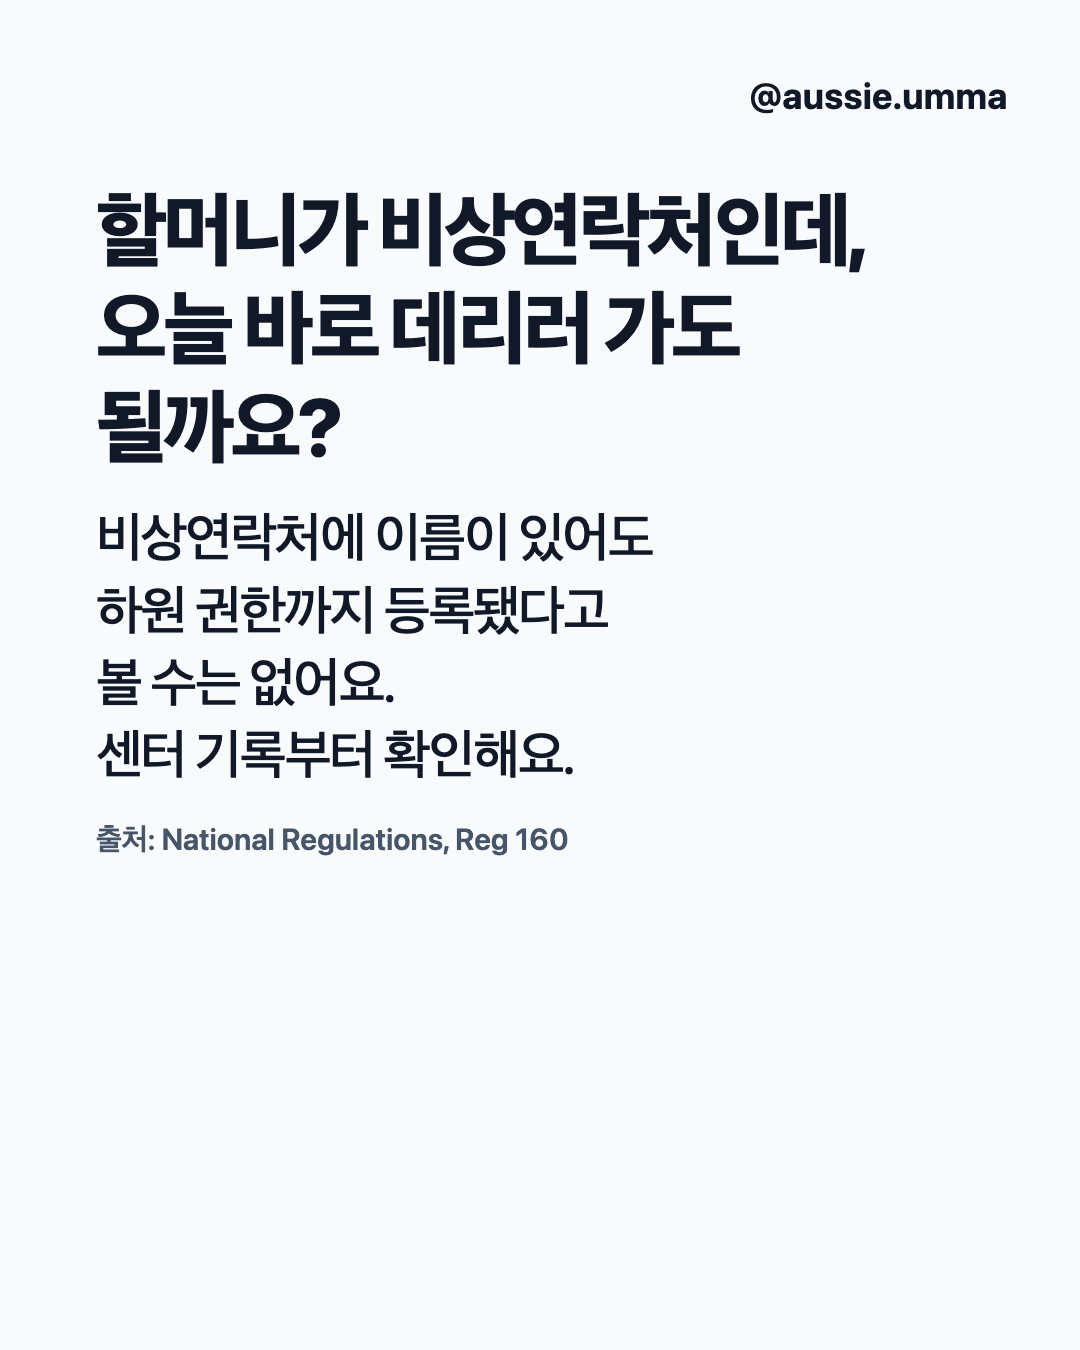 @aussie.umma
할머니가 비상연락처인데,
오늘 바로 데리러 가도
될까요?
비상연락처에 이름이 있어도
하원 권한까지 등록됐다고
볼 수는 없어요.
센터 기록부터 확인해요.
출처: National Regulations, Reg 160